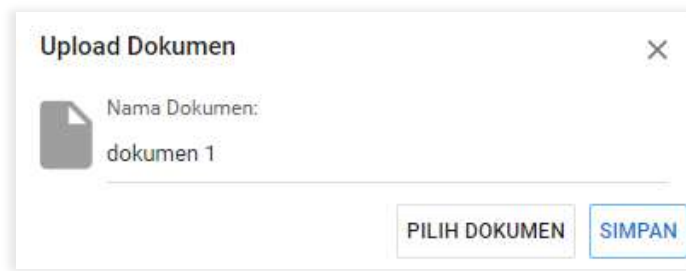 Upload Dokumen
Nama Dokumen:
dokumen 1
PILIH DOKUMEN SIMPAN